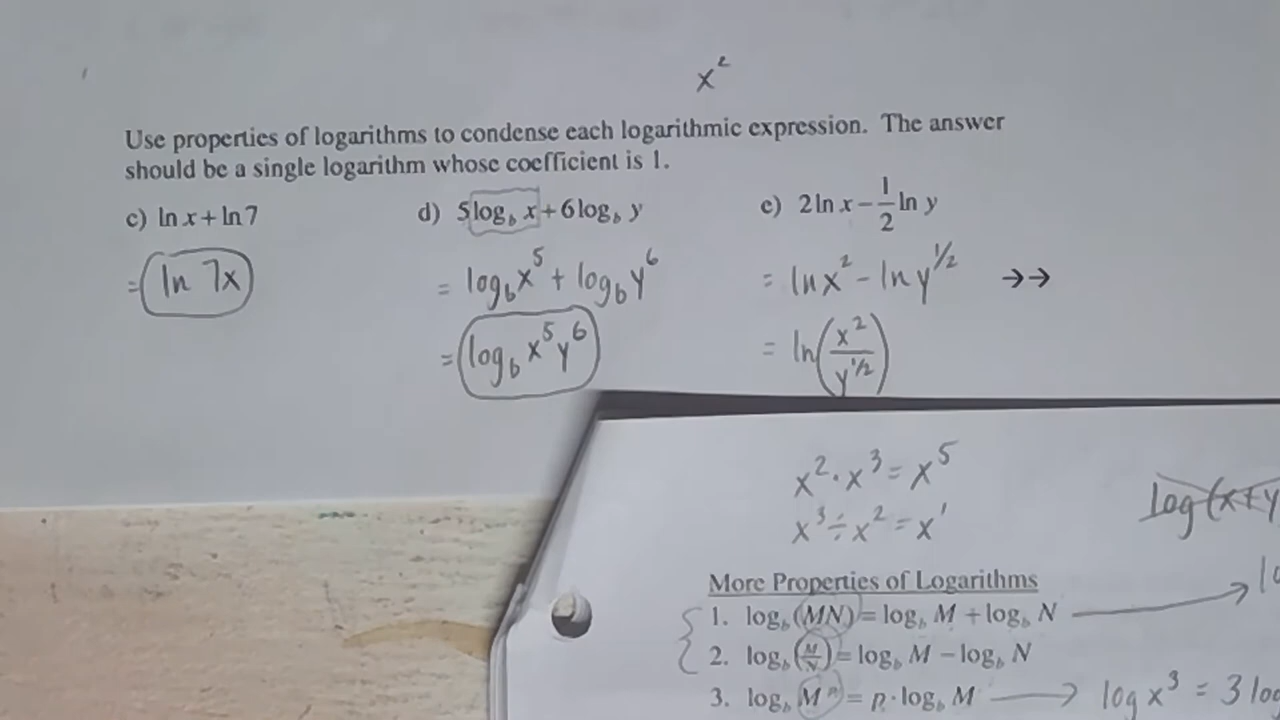 x²
Use properties of logarithms to condense each logarithmic expression. The answer
should be a single logarithm whose coefficient is 1.
c) ln x + ln 7
d) 5 log_b x + 6 log_b y
e) 2 ln x − 1/2 ln y
= ln 7x
= log_b x⁵ + log_b y⁶
= ln x² − ln y^(1/2) →→
= log_b x⁵y⁶
= ln(x²/y^(1/2))
x² · x³ = x⁵
x³ ÷ x² = x¹
log (x+y
More Properties of Logarithms
1. log_b (MN) = log_b M + log_b N
2. log_b (M/N) = log_b M − log_b N
3. log_b M^p = p · log_b M → log x³ = 3 log